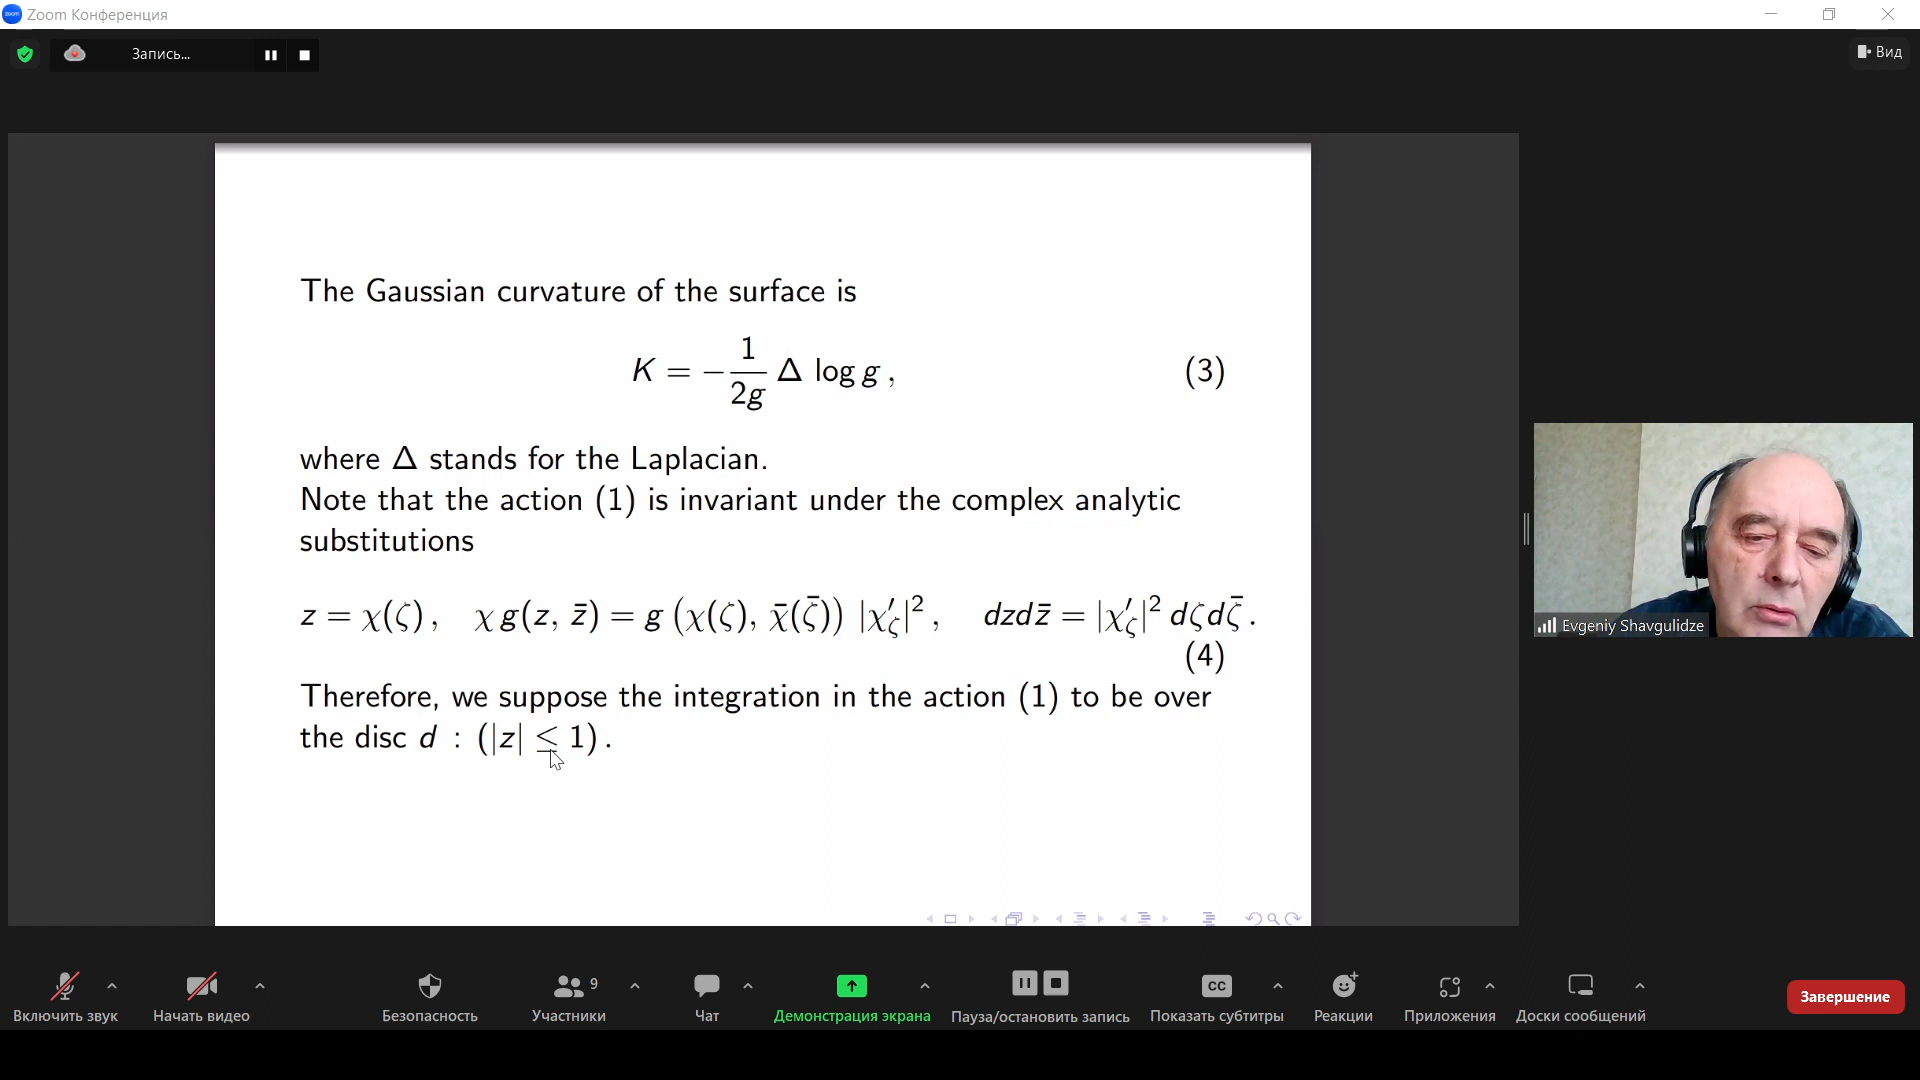 zoom Zoom Конференция
Запись...
Вид
The Gaussian curvature of the surface is
K = − 1/2g Δ log g , (3)
where Δ stands for the Laplacian.
Note that the action (1) is invariant under the complex analytic
substitutions
z = χ(ζ) , χ g(z, z̄) = g (χ(ζ), χ̄(ζ̄)) |χ′ζ|² , dzdz̄ = |χ′ζ|² dζdζ̄ .
(4)
Therefore, we suppose the integration in the action (1) to be over
the disc d : (|z| ≤ 1) .
Evgeniy Shavgulidze
Включить звук
Начать видео
Безопасность
9
Участники
Чат
Демонстрация экрана
Пауза/остановить запись
CC
Показать субтитры
Реакции
Приложения
Доски сообщений
Завершение